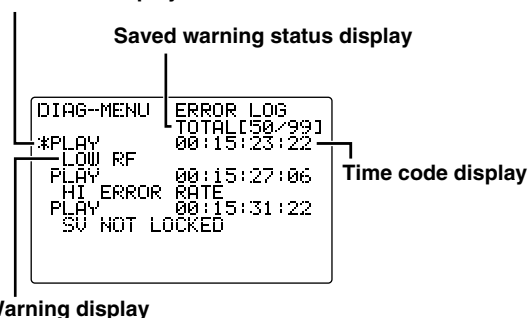 Saved warning status display
DIAG-MENU ERROR LOG
TOTAL[50/99]
*PLAY 00:15:23:22
LOW RF
PLAY 00:15:27:06
HI ERROR RATE
PLAY 00:15:31:22
SV NOT LOCKED
Time code display
Warning display